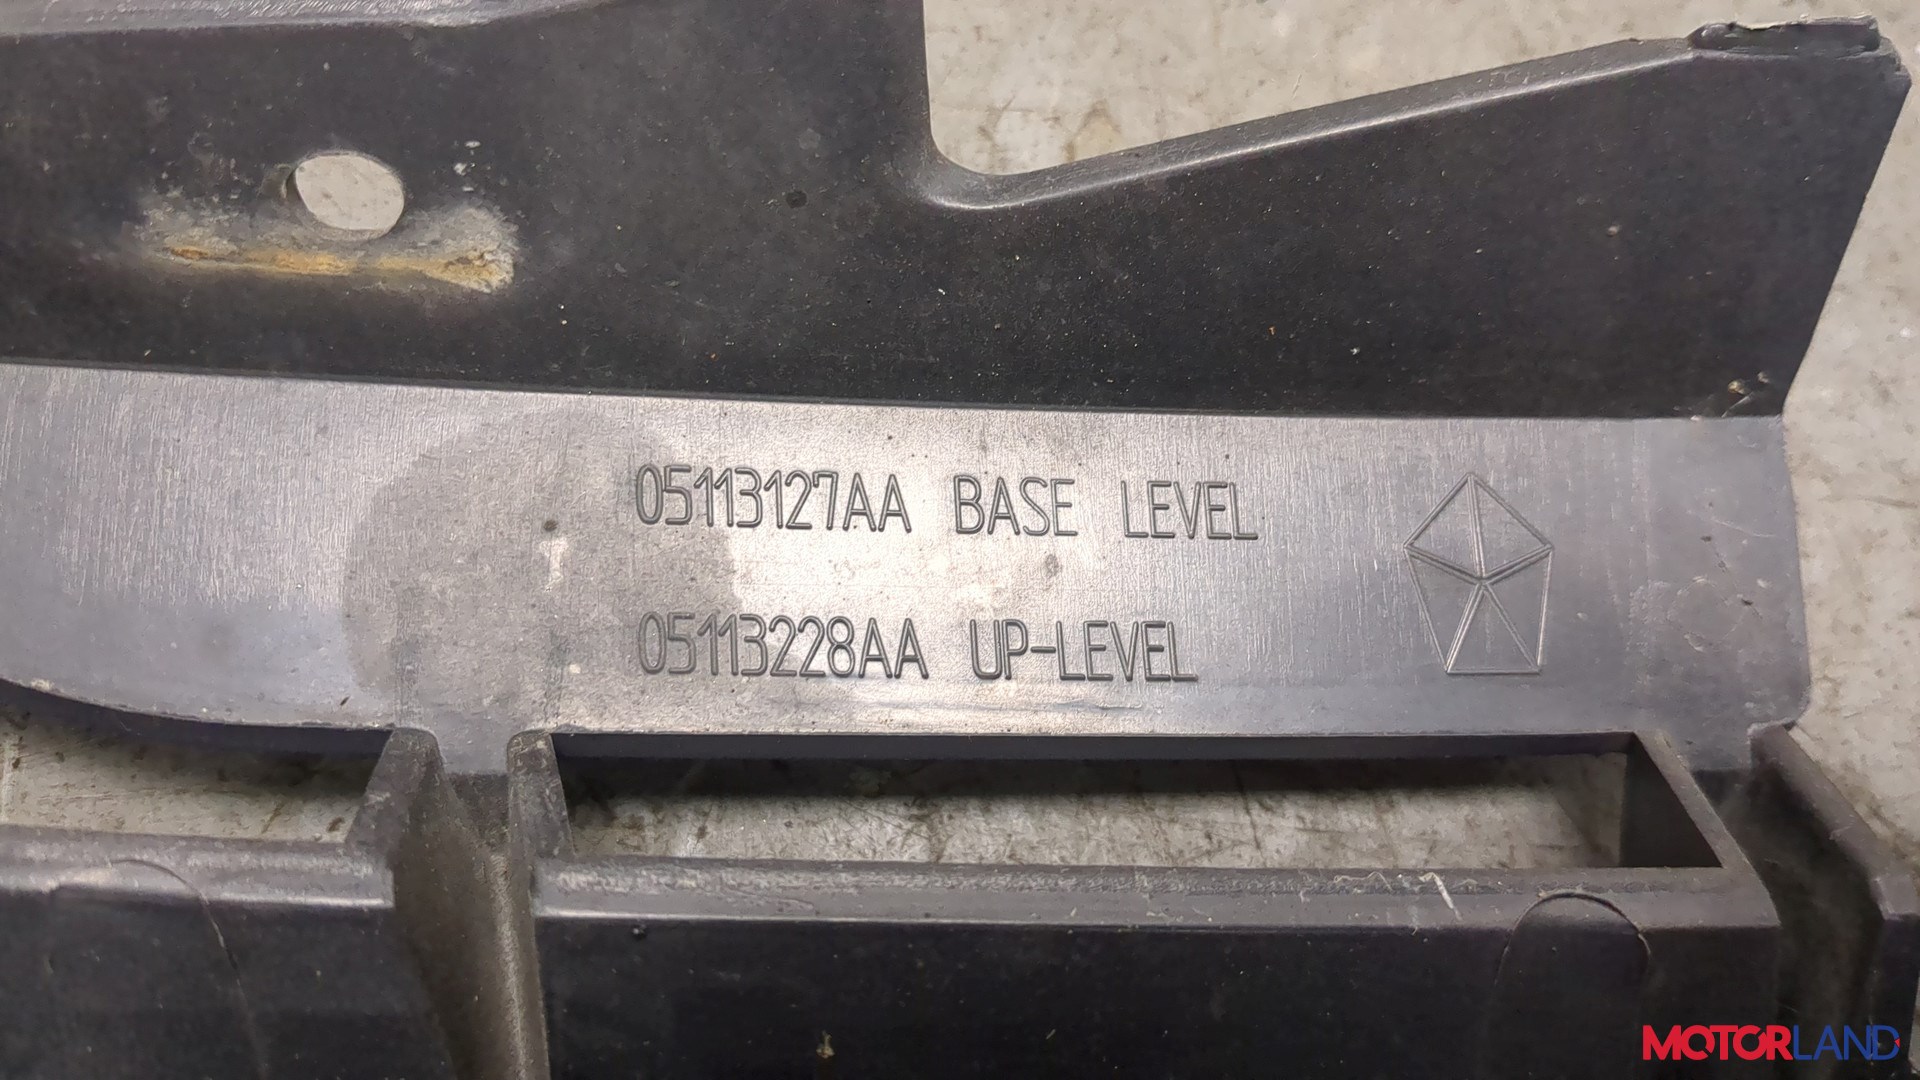 05113127AA BASE LEVEL
05113228AA UP-LEVEL
MOTORLAND